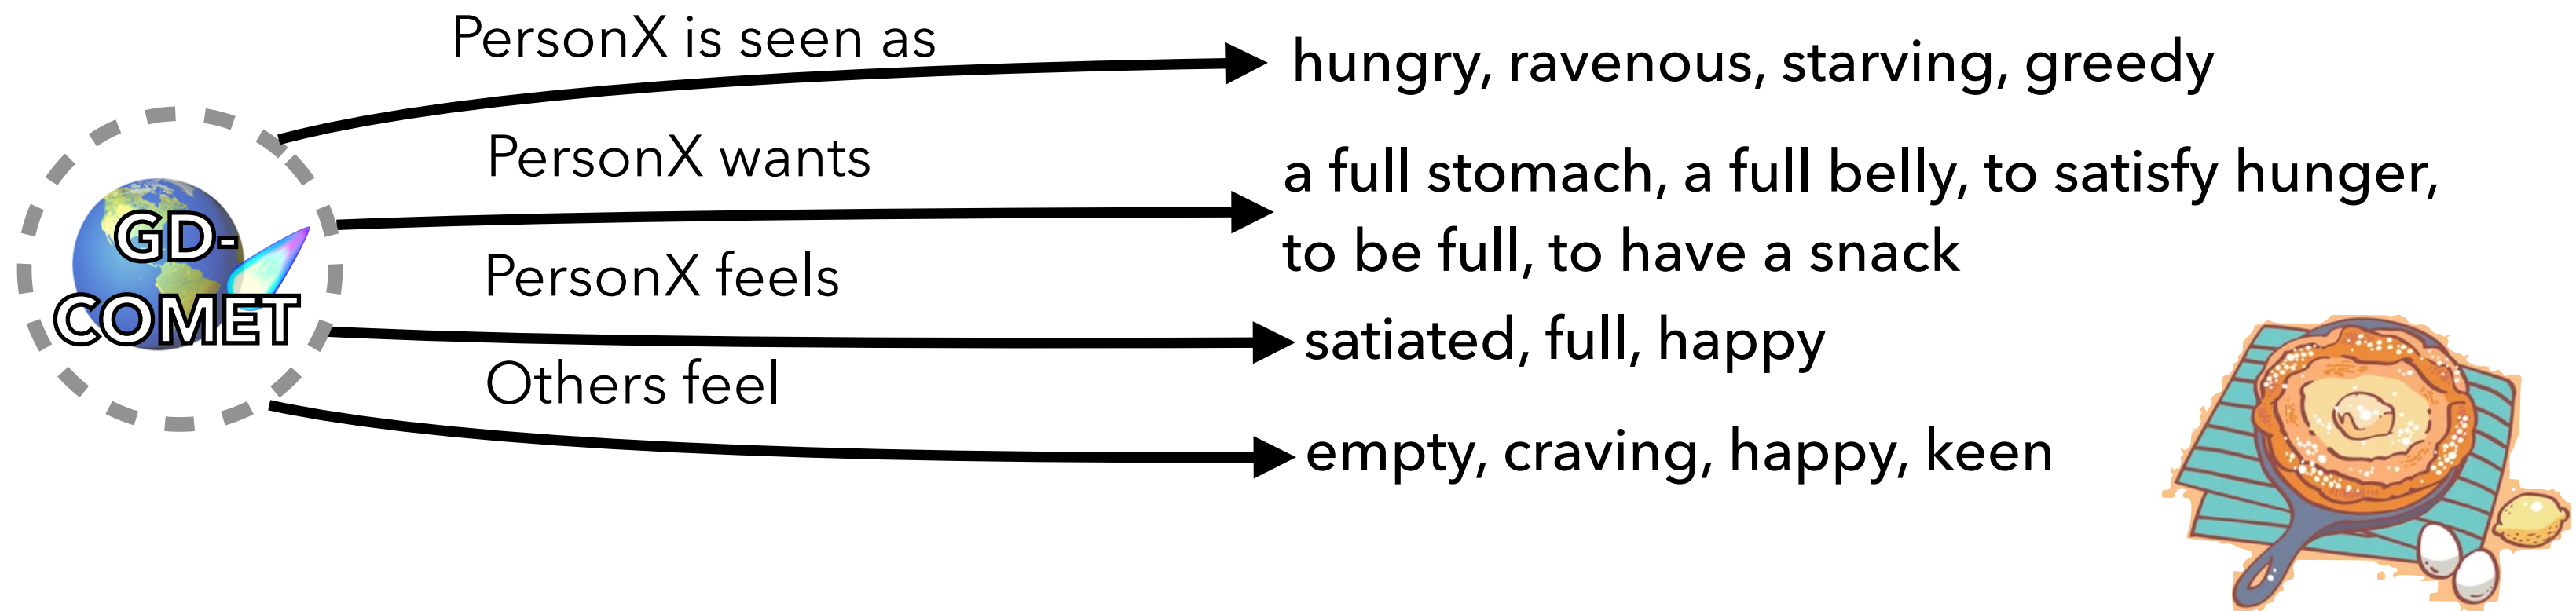 PersonX is seen as
hungry, ravenous, starving, greedy
PersonX wants
a full stomach, a full belly, to satisfy hunger,
to be full, to have a snack
GD-
COMET
PersonX feels
satiated, full, happy
Others feel
empty, craving, happy, keen